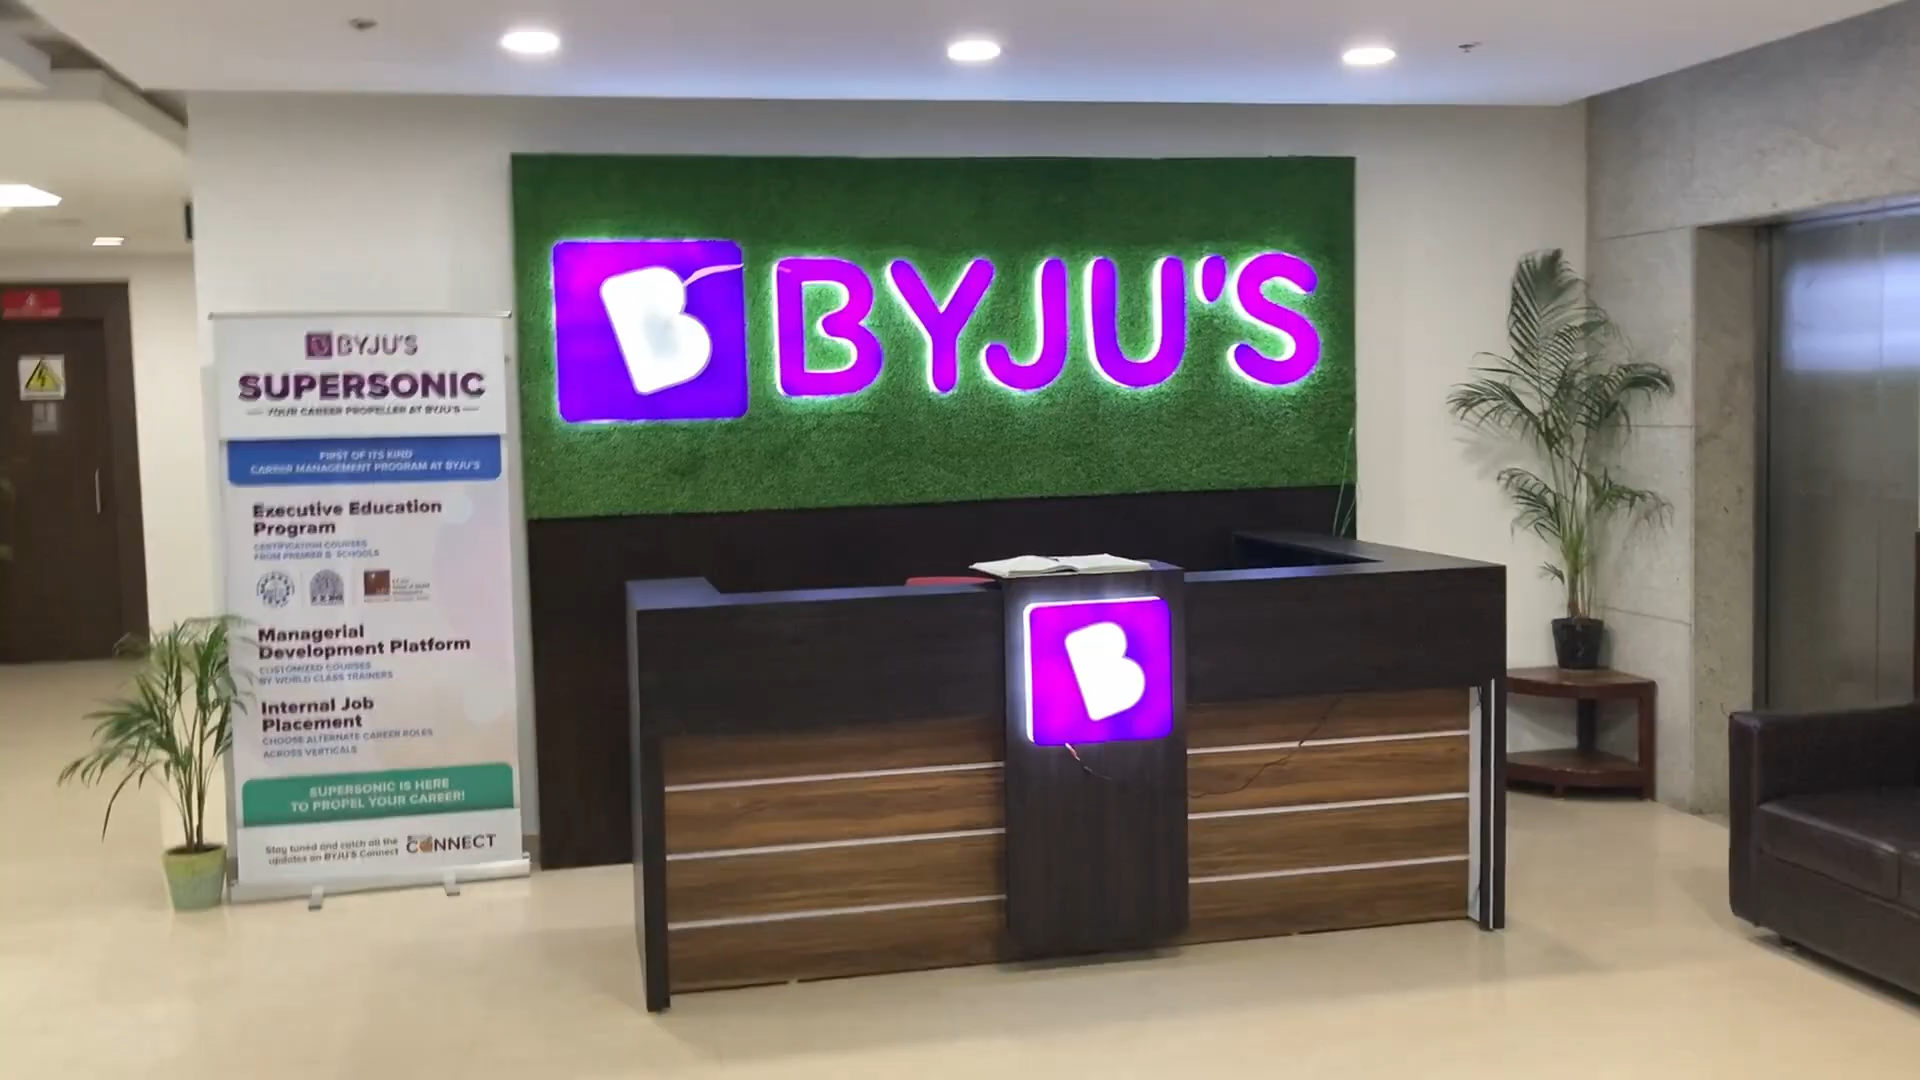 BYJU'S
BYJU'S
SUPERSONIC
YOUR CAREER PROPELLER AT BYJU'S
FIRST OF ITS KIND
CAREER MANAGEMENT PROGRAM AT BYJU'S
Executive Education
Program
CERTIFICATION COURSES
FROM PREMIER B SCHOOLS
Managerial
Development Platform
CUSTOMIZED COURSES
BY WORLD CLASS TRAINERS
Internal Job
Placement
CHOOSE ALTERNATE CAREER ROLES
ACROSS VERTICALS
SUPERSONIC IS HERE
TO PROPEL YOUR CAREER!
Stay tuned and catch all the
updates on BYJU'S Connect
CONNECT
B